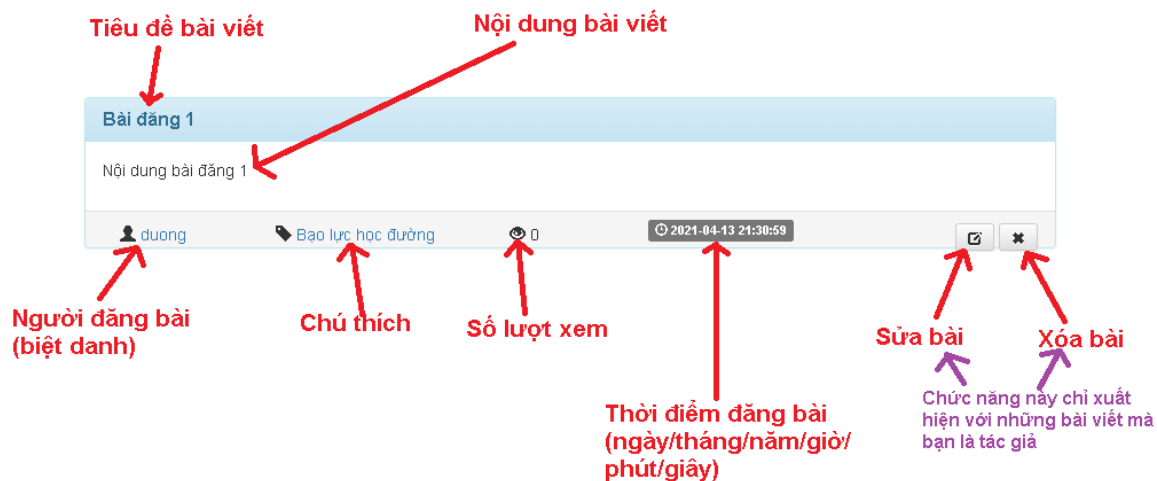 Tiêu đề bài viết
Nội dung bài viết
Bài đăng 1
Nội dung bài đăng 1
duong
Bạo lực học đường
0
2021-04-13 21:30:59
Người đăng bài
(biệt danh)
Chú thích
Số lượt xem
Sửa bài
Xóa bài
Thời điểm đăng bài
(ngày/tháng/năm/giờ/
phút/giây)
Chức năng này chỉ xuất
hiện với những bài viết mà
bạn là tác giả